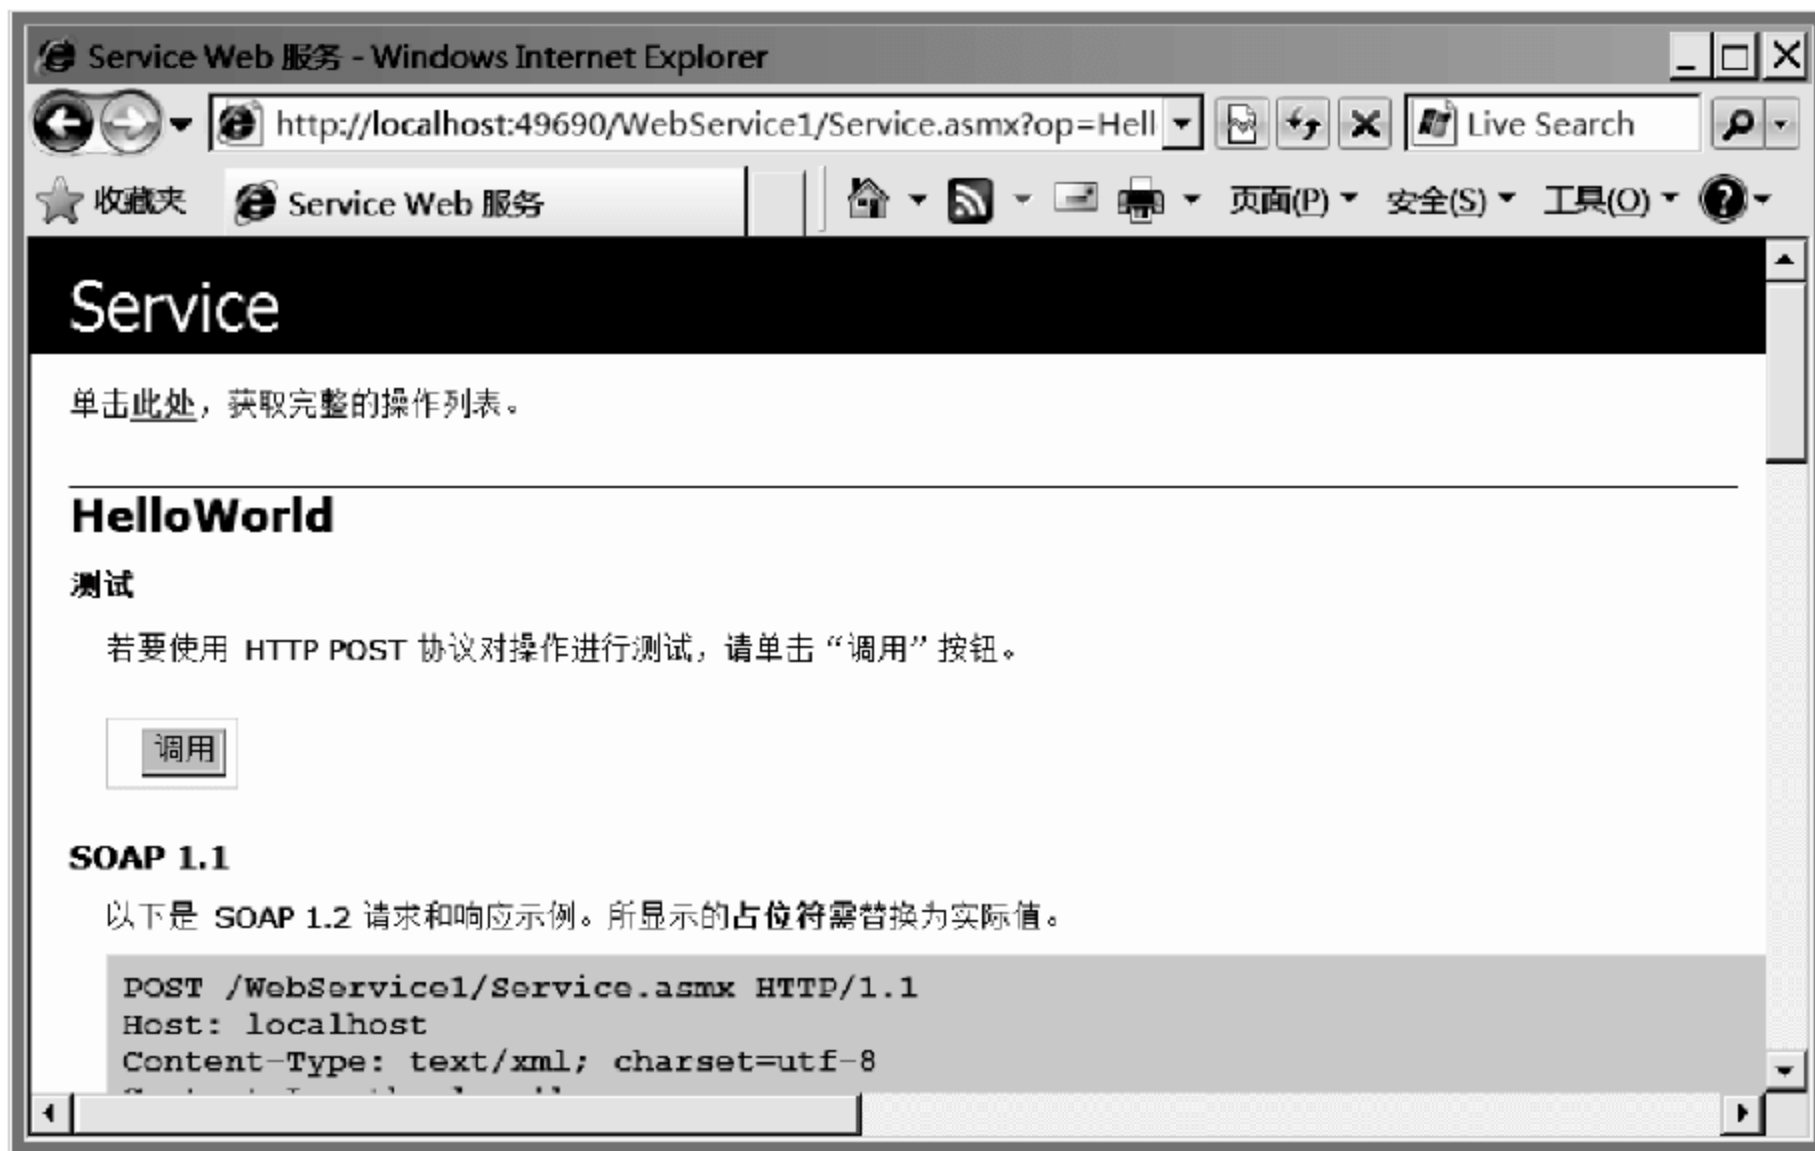 Service Web 服务 - Windows Internet Explorer
http://localhost:49690/WebService1/Service.asmx?op=Hell
Live Search
收藏夹
Service Web 服务
页面(P)
安全(S)
工具(O)
Service
单击此处，获取完整的操作列表。
HelloWorld
测试
若要使用 HTTP POST 协议对操作进行测试，请单击“调用”按钮。
调用
SOAP 1.1
以下是 SOAP 1.2 请求和响应示例。所显示的占位符需替换为实际值。
POST /WebService1/Service.asmx HTTP/1.1
Host: localhost
Content-Type: text/xml; charset=utf-8